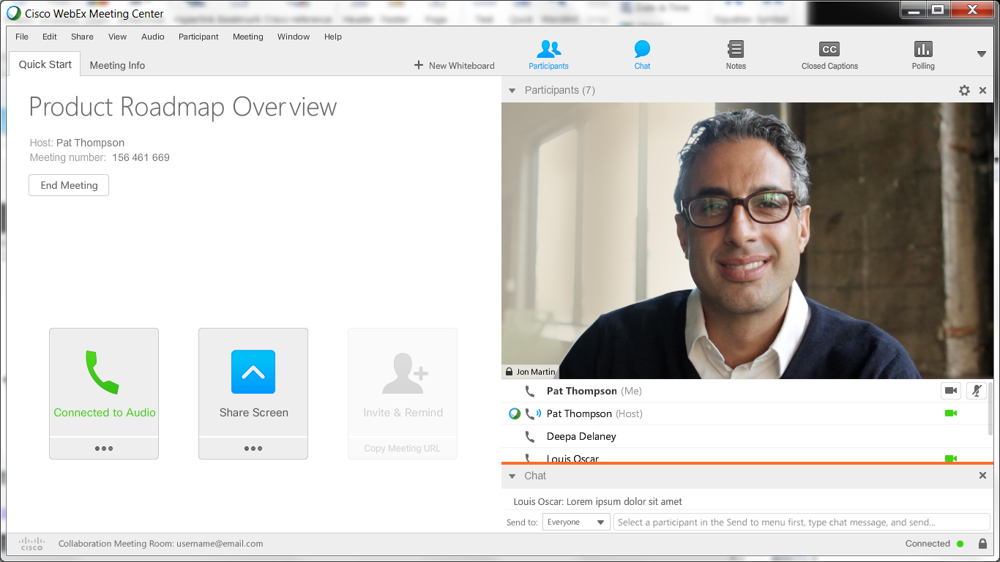 Cisco WebEx Meeting Center
File Edit Share View Audio Participant Meeting Window Help
Quick Start Meeting Info + New Whiteboard
Participants Chat Notes CC Closed Captions Polling
Product Roadmap Overview
Host: Pat Thompson
Meeting number: 156 461 669
End Meeting
Connected to Audio
Share Screen
Invite & Remind
Copy Meeting URL
Participants (7)
Jon Martin
Pat Thompson (Me)
Pat Thompson (Host)
Deepa Delaney
Louis Oscar
Chat
Louis Oscar: Lorem ipsum dolor sit amet
Send to: Everyone Select a participant in the Send to menu first, type chat message, and send...
CISCO Collaboration Meeting Room: username@email.com
Connected